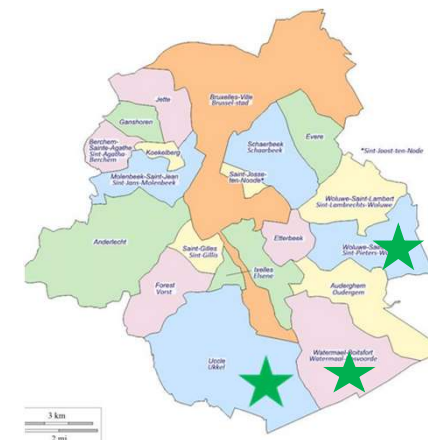 Bruxelles-Ville
Brussel-stad
Jette
Ganshoren
Evere
Berchem-
Sainte-Agathe
Sint-Agatha
Berchem
Koekelberg
Schaerbeek
Schaarbeek
*Sint-Joost-ten-Node
Molenbeek-Saint-Jean
Sint-Jans-Molenbeek
Saint-Josse-
ten-Noode*
Woluwe-Saint-Lambert
Sint-Lambrechts-Woluwe
Anderlecht
Saint-Gilles
Sint-Gillis
Etterbeek
Ixelles
Elsene
Auderghem
Oudergem
Forest
Vorst
Uccle
Ukkel
3 km
2 mi